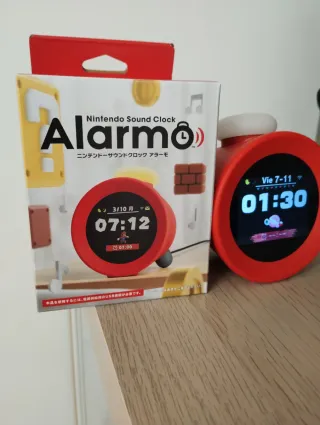 Nintendo Sound Clock
Alarmo
ニンテンドーサウンドクロック アラーモ
3/10 月
07:12
Vie 7-11
01:30